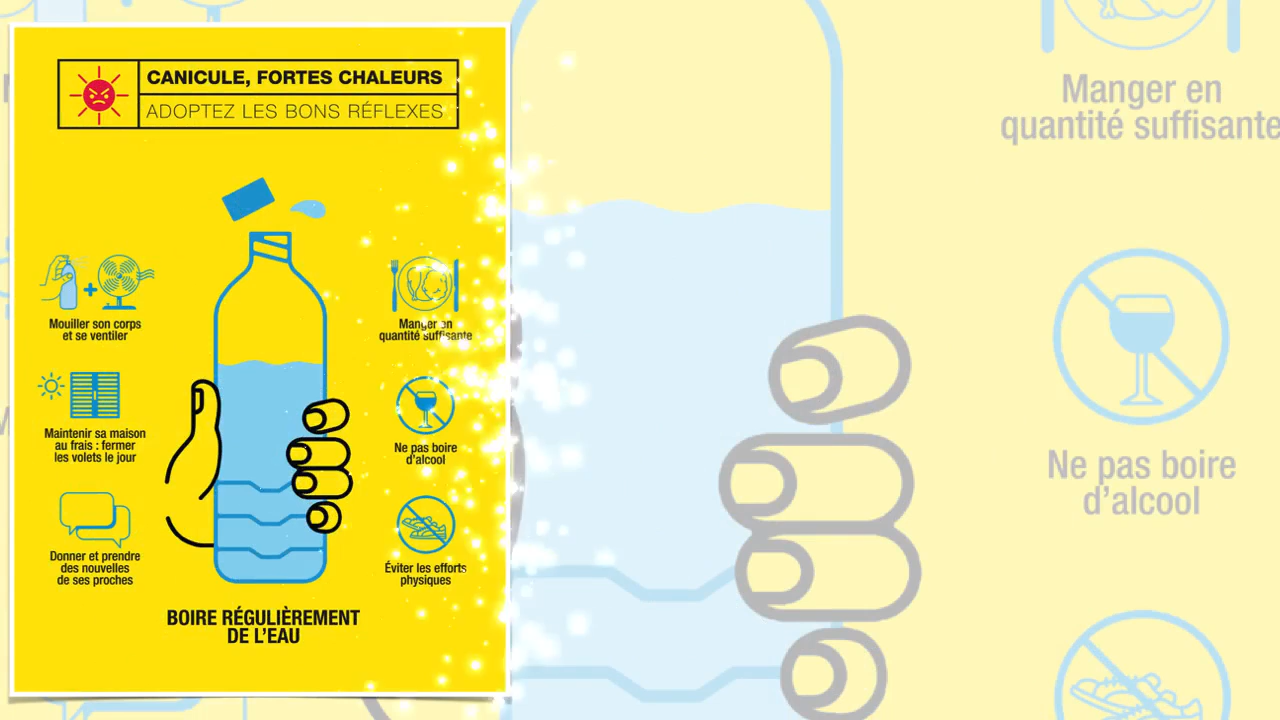 CANICULE, FORTES CHALEURS
ADOPTEZ LES BONS RÉFLEXES
Mouiller son corps
et se ventiler
Maintenir sa maison
au frais : fermer
les volets le jour
Donner et prendre
des nouvelles
de ses proches
Manger en
quantité suffisante
Ne pas boire
d'alcool
Éviter les efforts
physiques
BOIRE RÉGULIÈREMENT
DE L'EAU
Manger en
quantité suffisante
Ne pas boire
d'alcool